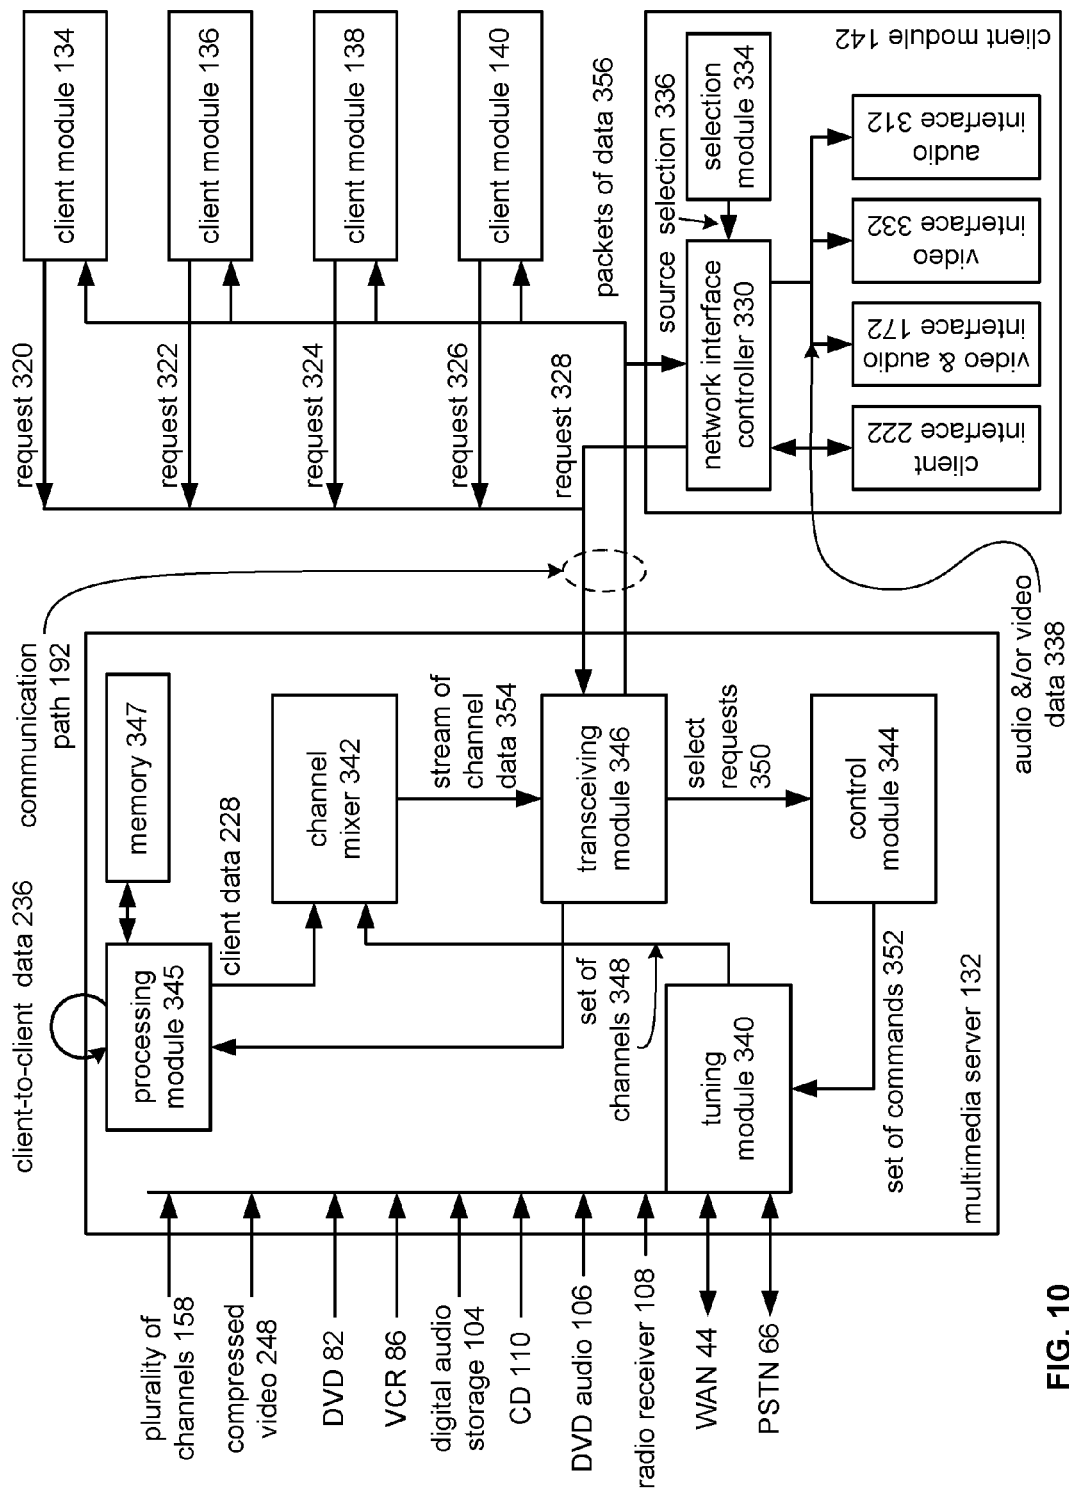 client module 134
client module 136
client module 138
client module 140
request 320
request 322
request 324
request 326
request 328
packets of data 356
source selection 336
selection
module 334
network interface
controller 330
client module 142
audio
interface 312
video
interface 332
video & audio
interface 172
client
interface 222
audio &/or video
data 338
communication
path 192
client-to-client data 236
memory 347
processing
module 345
client data 228
channel
mixer 342
stream of
channel
data 354
transceiving
module 346
select
requests
350
control
module 344
set of
channels 348
tuning
module 340
set of commands 352
multimedia server 132
plurality of
channels 158
compressed
video 248
DVD 82
VCR 86
digital audio
storage 104
CD 110
DVD audio 106
radio receiver 108
WAN 44
PSTN 66
FIG. 10